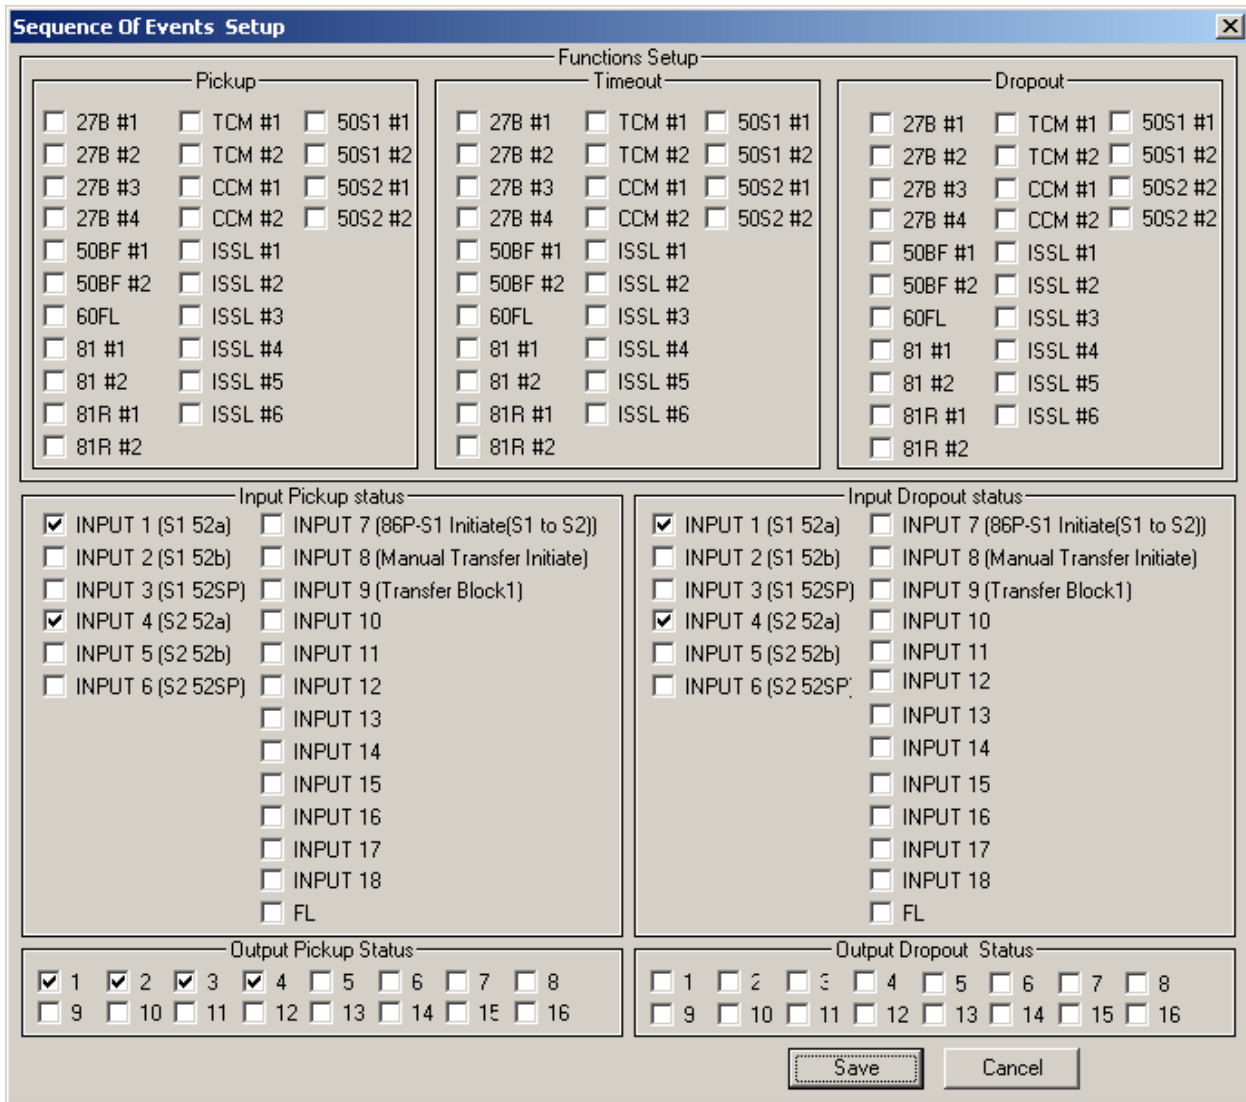 Sequence Of Events  Setup
Functions Setup
Pickup
27B #1 TCM #1 50S1 #1
27B #2 TCM #2 50S1 #2
27B #3 CCM #1 50S2 #1
27B #4 CCM #2 50S2 #2
50BF #1 ISSL #1
50BF #2 ISSL #2
60FL ISSL #3
81 #1 ISSL #4
81 #2 ISSL #5
81R #1 ISSL #6
81R #2
Timeout
27B #1 TCM #1 50S1 #1
27B #2 TCM #2 50S1 #2
27B #3 CCM #1 50S2 #1
27B #4 CCM #2 50S2 #2
50BF #1 ISSL #1
50BF #2 ISSL #2
60FL ISSL #3
81 #1 ISSL #4
81 #2 ISSL #5
81R #1 ISSL #6
81R #2
Dropout
27B #1 TCM #1 50S1 #1
27B #2 TCM #2 50S1 #2
27B #3 CCM #1 50S2 #2
27B #4 CCM #2 50S2 #2
50BF #1 ISSL #1
50BF #2 ISSL #2
60FL ISSL #3
81 #1 ISSL #4
81 #2 ISSL #5
81R #1 ISSL #6
81R #2
Input Pickup status
INPUT 1 (S1 52a) INPUT 7 (86P-S1 Initiate(S1 to S2))
INPUT 2 (S1 52b) INPUT 8 (Manual Transfer Initiate)
INPUT 3 (S1 52SP) INPUT 9 (Transfer Block1)
INPUT 4 (S2 52a) INPUT 10
INPUT 5 (S2 52b) INPUT 11
INPUT 6 (S2 52SP) INPUT 12
INPUT 13
INPUT 14
INPUT 15
INPUT 16
INPUT 17
INPUT 18
FL
Input Dropout status
INPUT 1 (S1 52a) INPUT 7 (86P-S1 Initiate(S1 to S2))
INPUT 2 (S1 52b) INPUT 8 (Manual Transfer Initiate)
INPUT 3 (S1 52SP) INPUT 9 (Transfer Block1)
INPUT 4 (S2 52a) INPUT 10
INPUT 5 (S2 52b) INPUT 11
INPUT 6 (S2 52SP) INPUT 12
INPUT 13
INPUT 14
INPUT 15
INPUT 16
INPUT 17
INPUT 18
FL
Output Pickup Status
1 2 3 4 5 6 7 8
9 10 11 12 13 14 15 16
Output Dropout  Status
1 2 3 4 5 6 7 8
9 10 11 12 13 14 15 16
Save Cancel